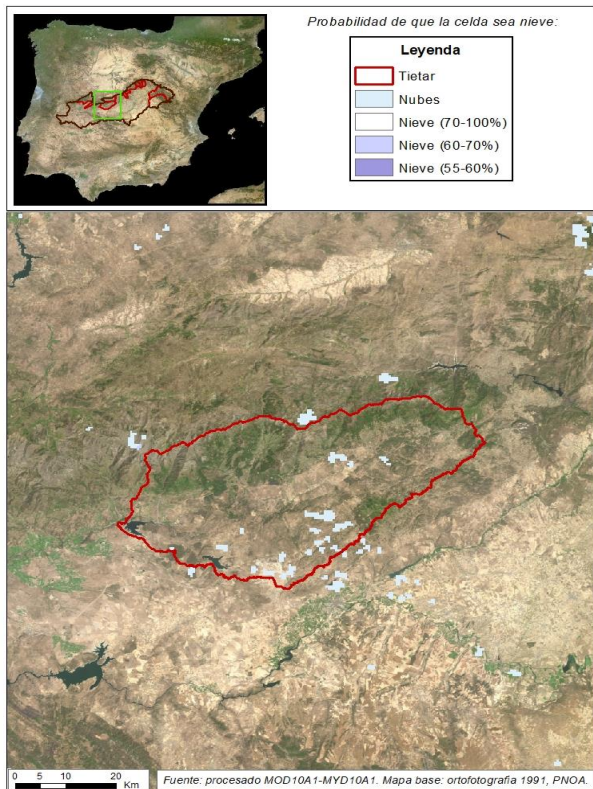 Probabilidad de que la celda sea nieve:
Leyenda
Tietar
Nubes
Nieve (70-100%)
Nieve (60-70%)
Nieve (55-60%)
0 5 10 20
Km
Fuente: procesado MOD10A1-MYD10A1. Mapa base: ortofotografia 1991, PNOA.